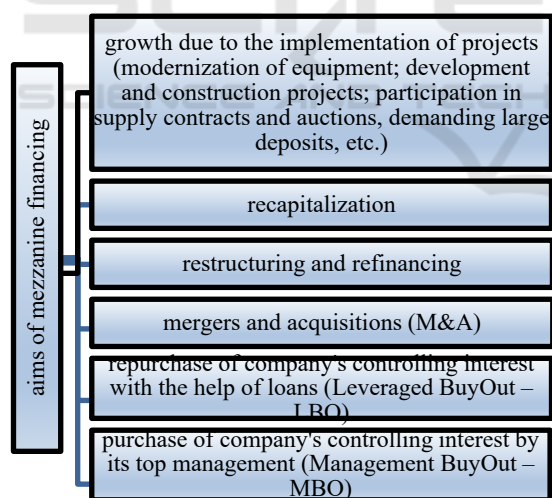 aims of mezzanine financing
growth due to the implementation of projects
(modernization of equipment; development
and construction projects; participation in
supply contracts and auctions, demanding large
deposits, etc.)
recapitalization
restructuring and refinancing
mergers and acquisitions (M&A)
repurchase of company's controlling interest
with the help of loans (Leveraged BuyOut –
LBO)
purchase of company's controlling interest by
its top management (Management BuyOut –
MBO)
SCIENCE AND TECH